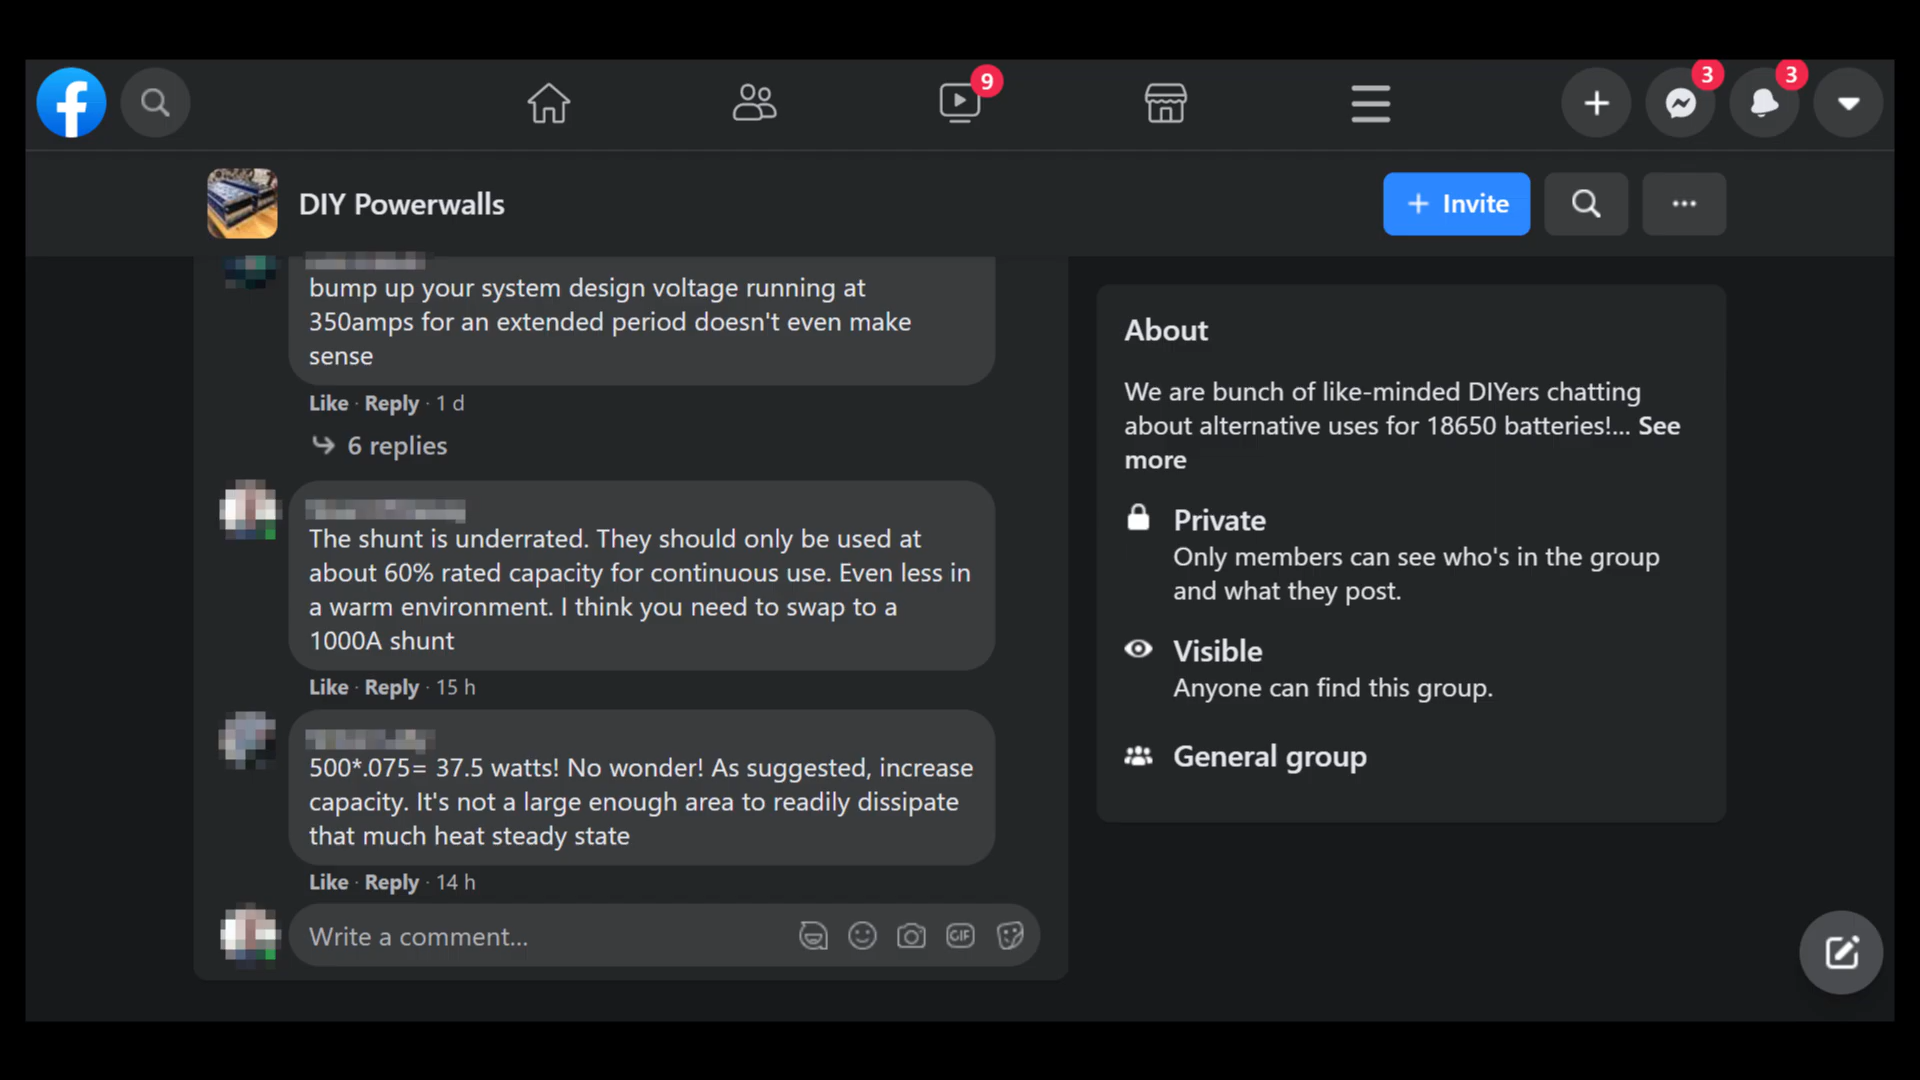 9
3
3
DIY Powerwalls
+ Invite
bump up your system design voltage running at
350amps for an extended period doesn't even make
sense
Like · Reply · 1 d
6 replies
The shunt is underrated. They should only be used at
about 60% rated capacity for continuous use. Even less in
a warm environment. I think you need to swap to a
1000A shunt
Like · Reply · 15 h
500*.075= 37.5 watts! No wonder! As suggested, increase
capacity. It's not a large enough area to readily dissipate
that much heat steady state
Like · Reply · 14 h
Write a comment...
GIF
About
We are bunch of like-minded DIYers chatting
about alternative uses for 18650 batteries!... See
more
Private
Only members can see who's in the group
and what they post.
Visible
Anyone can find this group.
General group